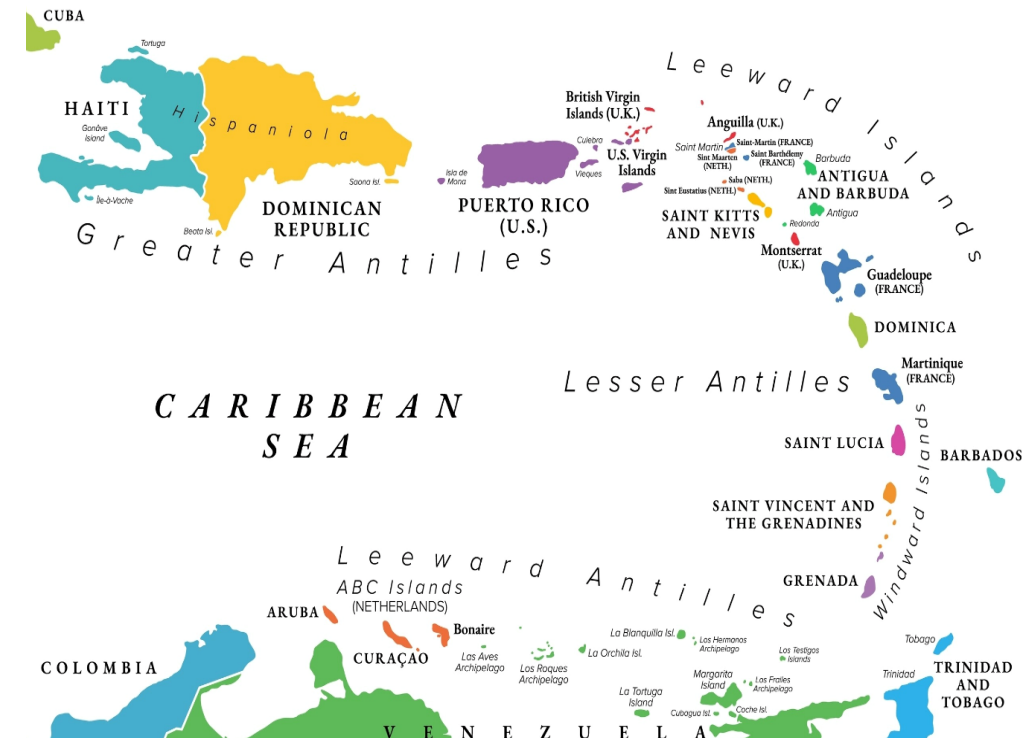 CUBA
Tortuga
HAITI
Hispaniola
Gonâve
Island
Île-à-Vache
Beata Isl.
Saona Isl.
DOMINICAN
REPUBLIC
Isla de
Mona
PUERTO RICO
(U.S.)
Culebra
Vieques
British Virgin
Islands (U.K.)
U.S. Virgin
Islands
Greater Antilles
Leeward Islands
Anguilla (U.K.)
Saint Martin
Saint-Martin (FRANCE)
Sint Maarten
(NETH.)
Saint Barthélemy
(FRANCE)
Saba (NETH.)
Sint Eustatius (NETH.)
Barbuda
ANTIGUA
AND BARBUDA
Antigua
SAINT KITTS
AND NEVIS
Redonda
Montserrat
(U.K.)
Guadeloupe
(FRANCE)
DOMINICA
Lesser Antilles
Martinique
(FRANCE)
CARIBBEAN
SEA
SAINT LUCIA
BARBADOS
Windward Islands
SAINT VINCENT AND
THE GRENADINES
GRENADA
Leeward Antilles
ABC Islands
(NETHERLANDS)
ARUBA
CURAÇAO
Bonaire
Las Aves
Archipelago
Los Roques
Archipelago
La Orchila Isl.
La Blanquilla Isl.
Los Hermanos
Archipelago
Los Testigos
Islands
Margarita
Island
Los Frailes
Archipelago
La Tortuga
Island
Cubagua Isl.
Coche Isl.
Tobago
Trinidad
TRINIDAD
AND
TOBAGO
COLOMBIA
VENEZUELA